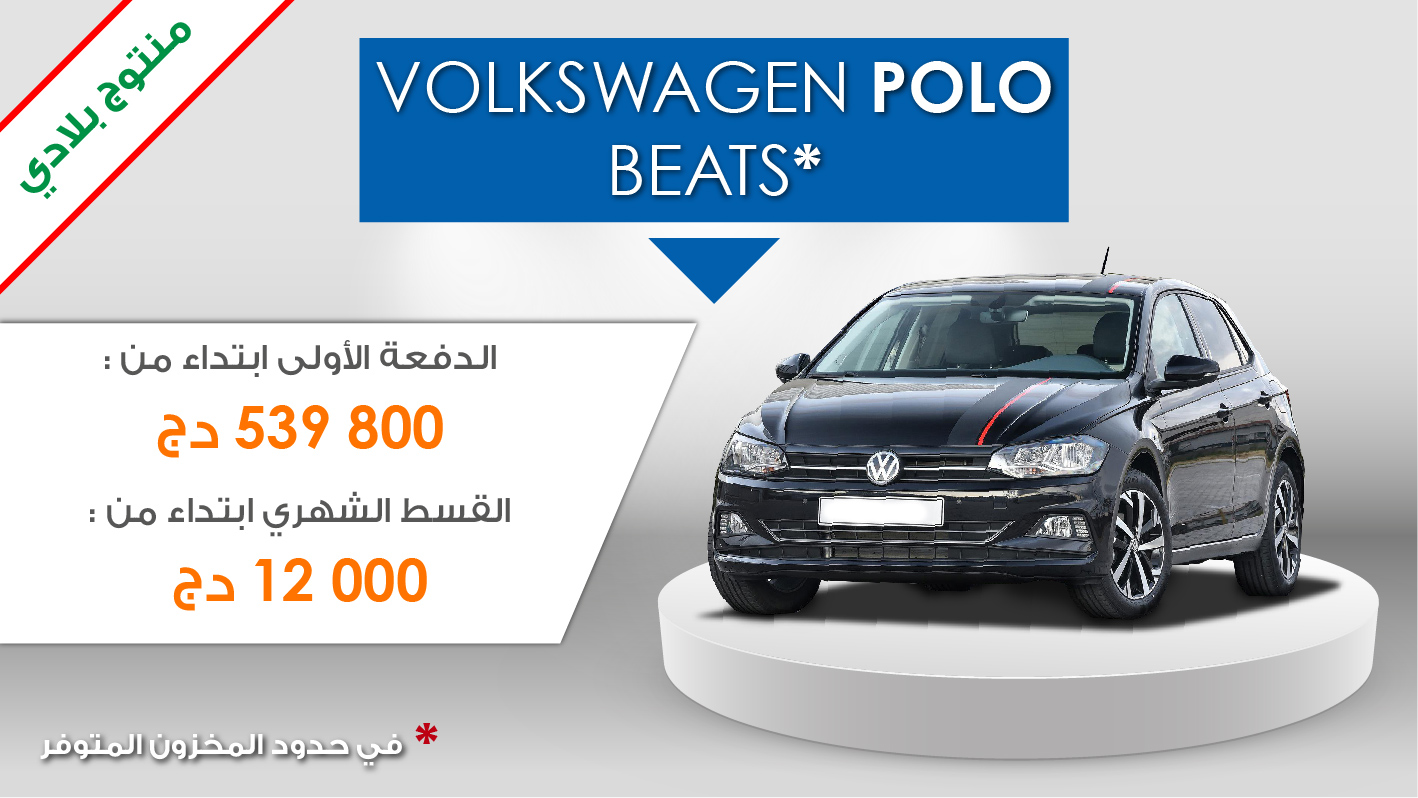 منتوج بلادي
VOLKSWAGEN POLO
BEATS*
الدفعة الأولى ابتداء من :
539 800 دج
القسط الشهري ابتداء من :
12 000 دج
* في حدود المخزون المتوفر